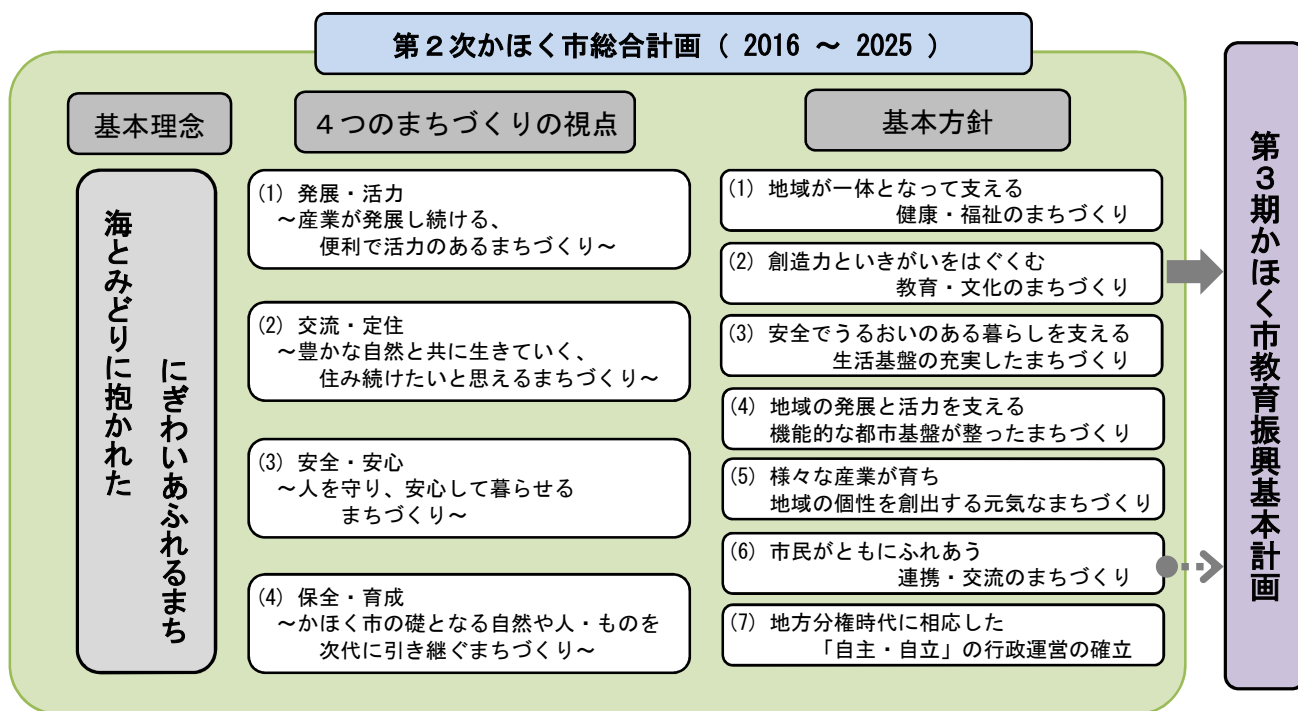 第２次かほく市総合計画（ 2016 ～ 2025 ）
基本理念
海とみどりに抱かれた
にぎわいあふれるまち
４つのまちづくりの視点
(1) 発展・活力
～産業が発展し続ける、
便利で活力のあるまちづくり～
(2) 交流・定住
～豊かな自然と共に生きていく、
住み続けたいと思えるまちづくり～
(3) 安全・安心
～人を守り、安心して暮らせる
まちづくり～
(4) 保全・育成
～かほく市の礎となる自然や人・ものを
次代に引き継ぐまちづくり～
基本方針
(1) 地域が一体となって支える
健康・福祉のまちづくり
(2) 創造力といきがいをはぐくむ
教育・文化のまちづくり
(3) 安全でうるおいのある暮らしを支える
生活基盤の充実したまちづくり
(4) 地域の発展と活力を支える
機能的な都市基盤が整ったまちづくり
(5) 様々な産業が育ち
地域の個性を創出する元気なまちづくり
(6) 市民がともにふれあう
連携・交流のまちづくり
(7) 地方分権時代に相応した
「自主・自立」の行政運営の確立
第３期かほく市教育振興基本計画